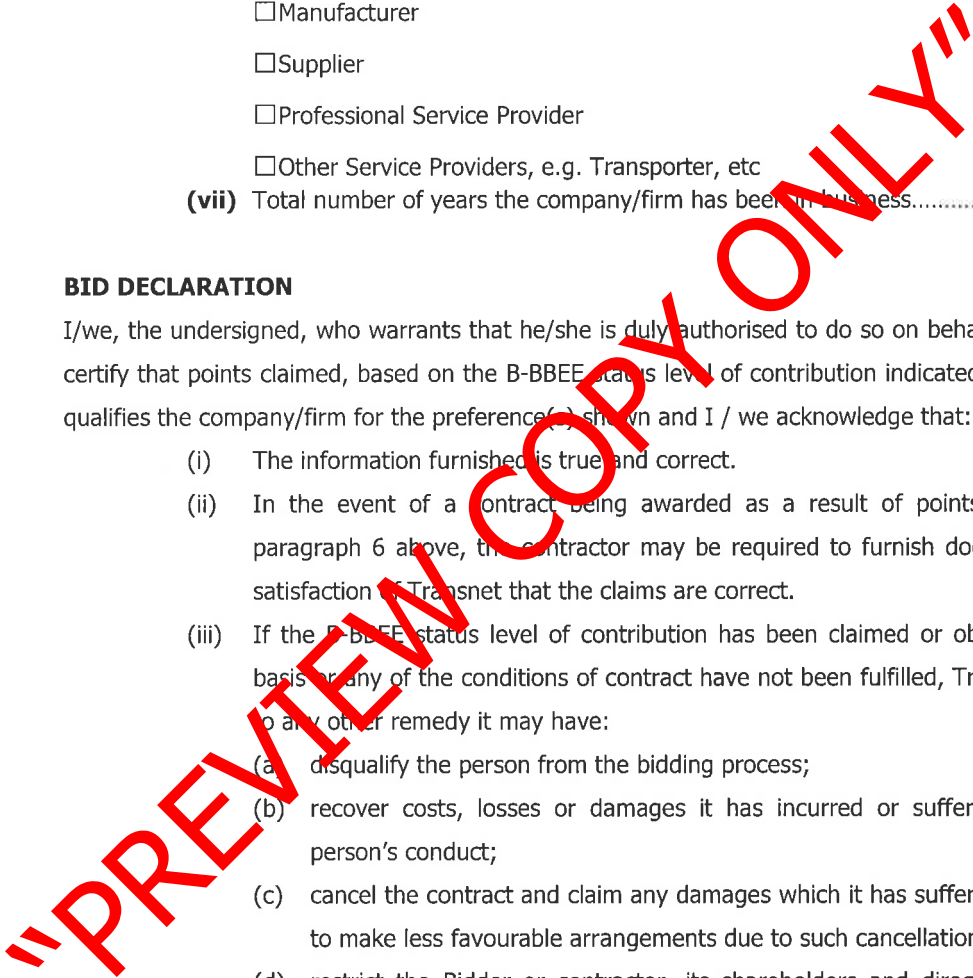 ☐Manufacturer
☐Supplier
☐Professional Service Provider
☐Other Service Providers, e.g. Transporter, etc
(vii) Total number of years the company/firm has been in business..........
BID DECLARATION
I/we, the undersigned, who warrants that he/she is duly authorised to do so on
certify that points claimed, based on the B-BBEE status level of contribution indicated
qualifies the company/firm for the preference(s) shown and I / we acknowledge that:
(i) The information furnished is true and correct.
(ii) In the event of a contract being awarded as a result of points
paragraph 6 above, the contractor may be required to furnish
satisfaction of Transnet that the claims are correct.
(iii) If the B-BBEE status level of contribution has been claimed or
basis or any of the conditions of contract have not been fulfilled,
to any other remedy it may have:
(a) disqualify the person from the bidding process;
(b) recover costs, losses or damages it has incurred or
person's conduct;
(c) cancel the contract and claim any damages which it has
to make less favourable arrangements due to such cancellation
(d) restrict the Bidder or contractor, its shareholders and
"PREVIEW COPY ONLY"